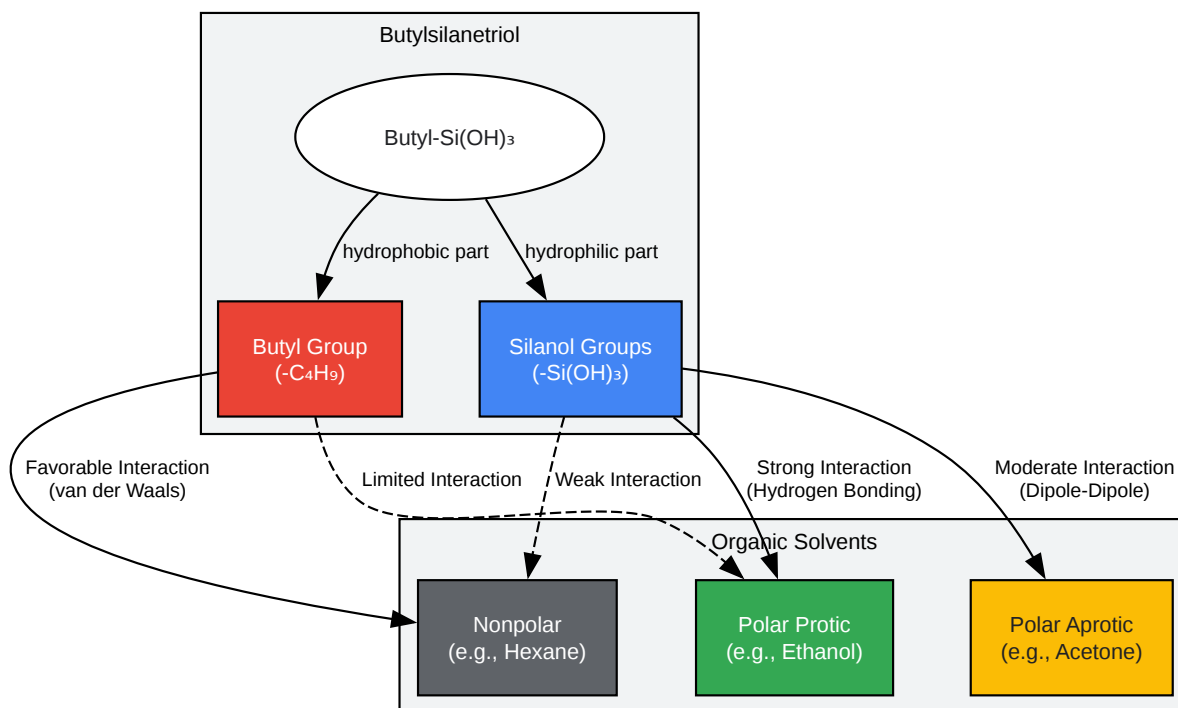 Butylsilanetriol
Butyl-Si(OH)₃
hydrophobic part
hydrophilic part
Butyl Group
(-C₄H₉)
Silanol Groups
(-Si(OH)₃)
Favorable Interaction
(van der Waals)
Limited Interaction
Weak Interaction
Strong Interaction
(Hydrogen Bonding)
Moderate Interaction
(Dipole-Dipole)
Organic Solvents
Nonpolar
(e.g., Hexane)
Polar Protic
(e.g., Ethanol)
Polar Aprotic
(e.g., Acetone)